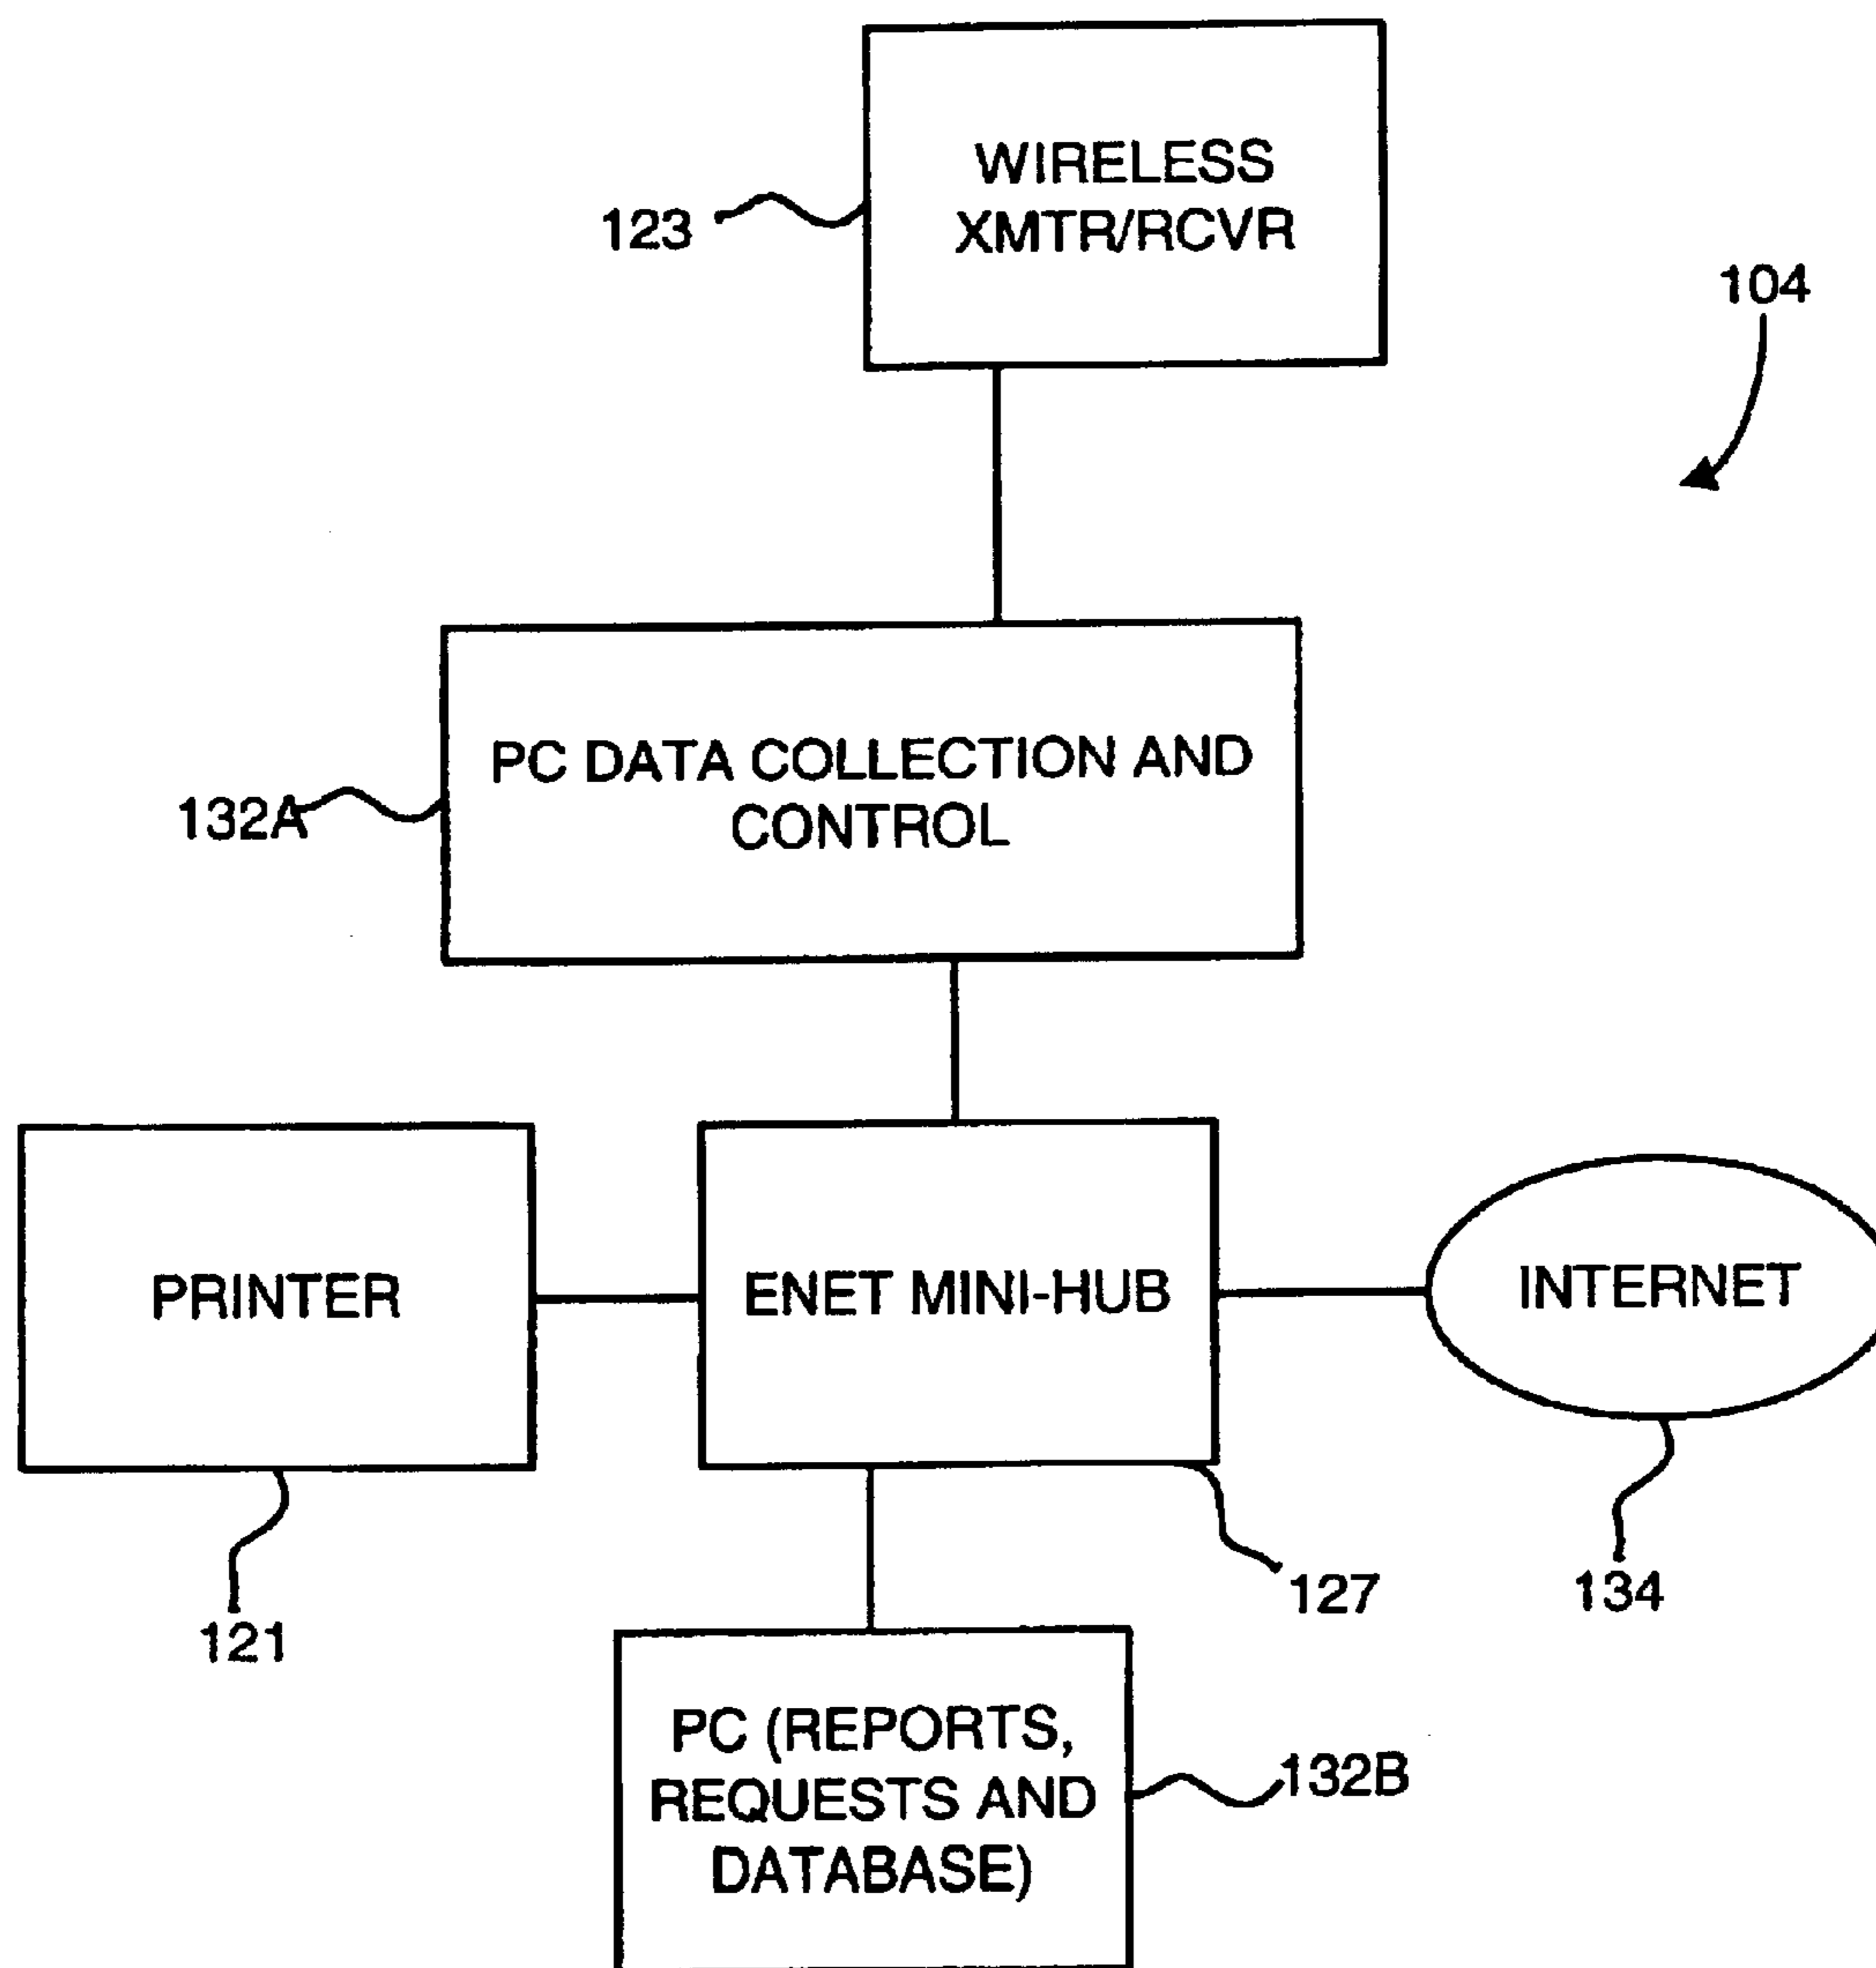 WIRELESS
XMTR/RCVR
123
104
PC DATA COLLECTION AND
CONTROL
132A
PRINTER
ENET MINI-HUB
INTERNET
121
127
134
PC (REPORTS,
REQUESTS AND
DATABASE)
132B